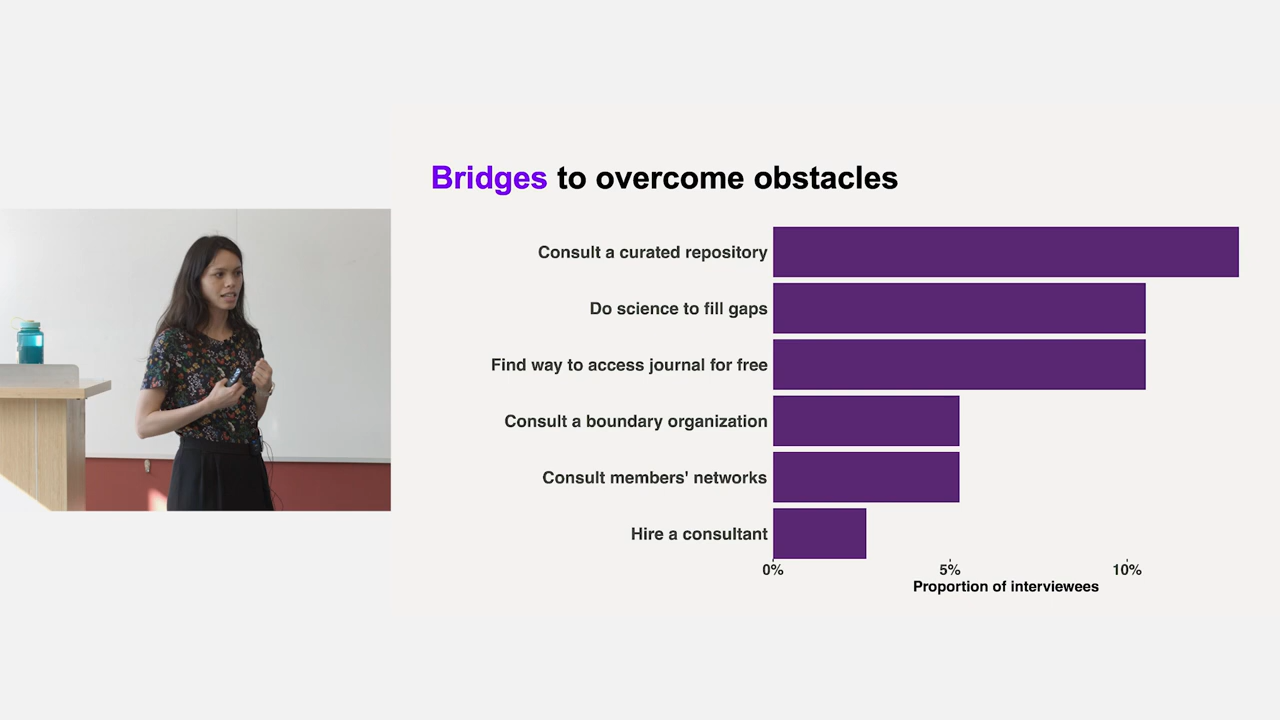 Bridges to overcome obstacles
Consult a curated repository
Do science to fill gaps
Find way to access journal for free
Consult a boundary organization
Consult members' networks
Hire a consultant
0% 5% 10%
Proportion of interviewees